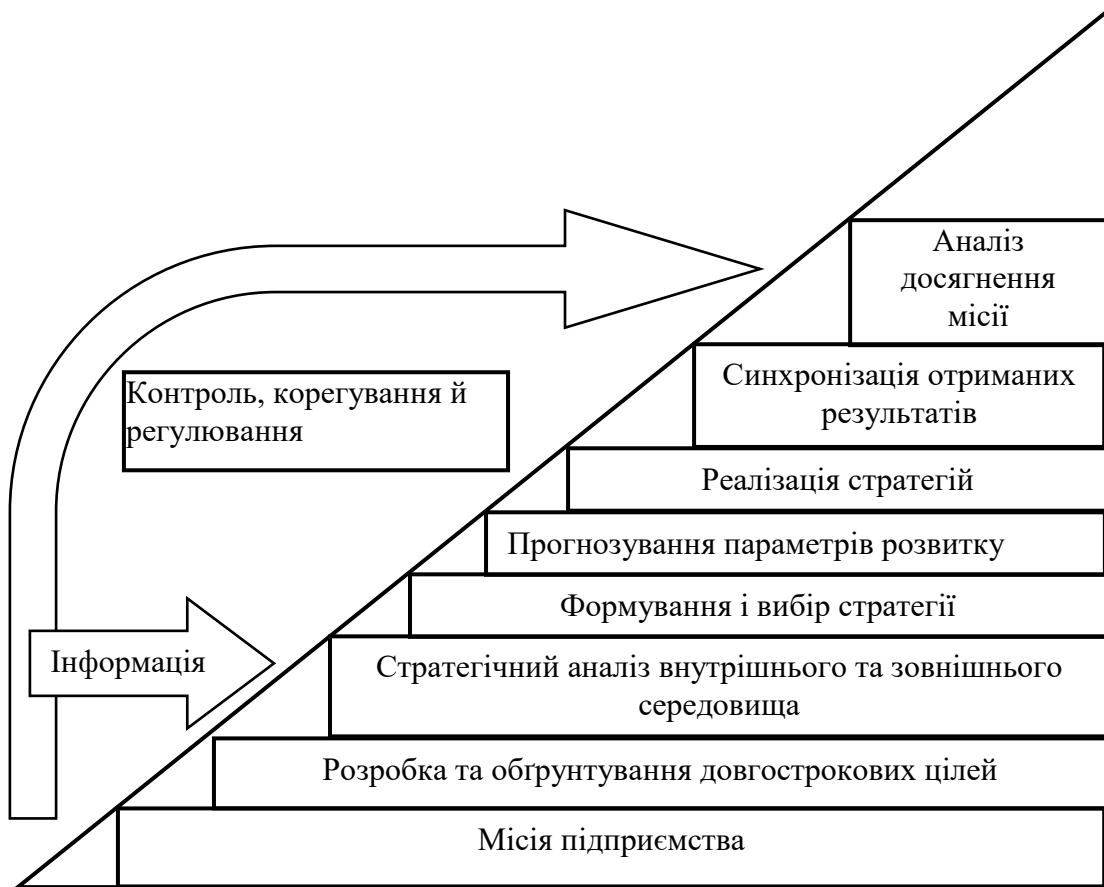 Аналіз
досягнення
місії
Синхронізація отриманих
результатів
Контроль, корегування й
регулювання
Реалізація стратегій
Прогнозування параметрів розвитку
Формування і вибір стратегії
Інформація
Стратегічний аналіз внутрішнього та зовнішнього
середовища
Розробка та обґрунтування довгострокових цілей
Місія підприємства